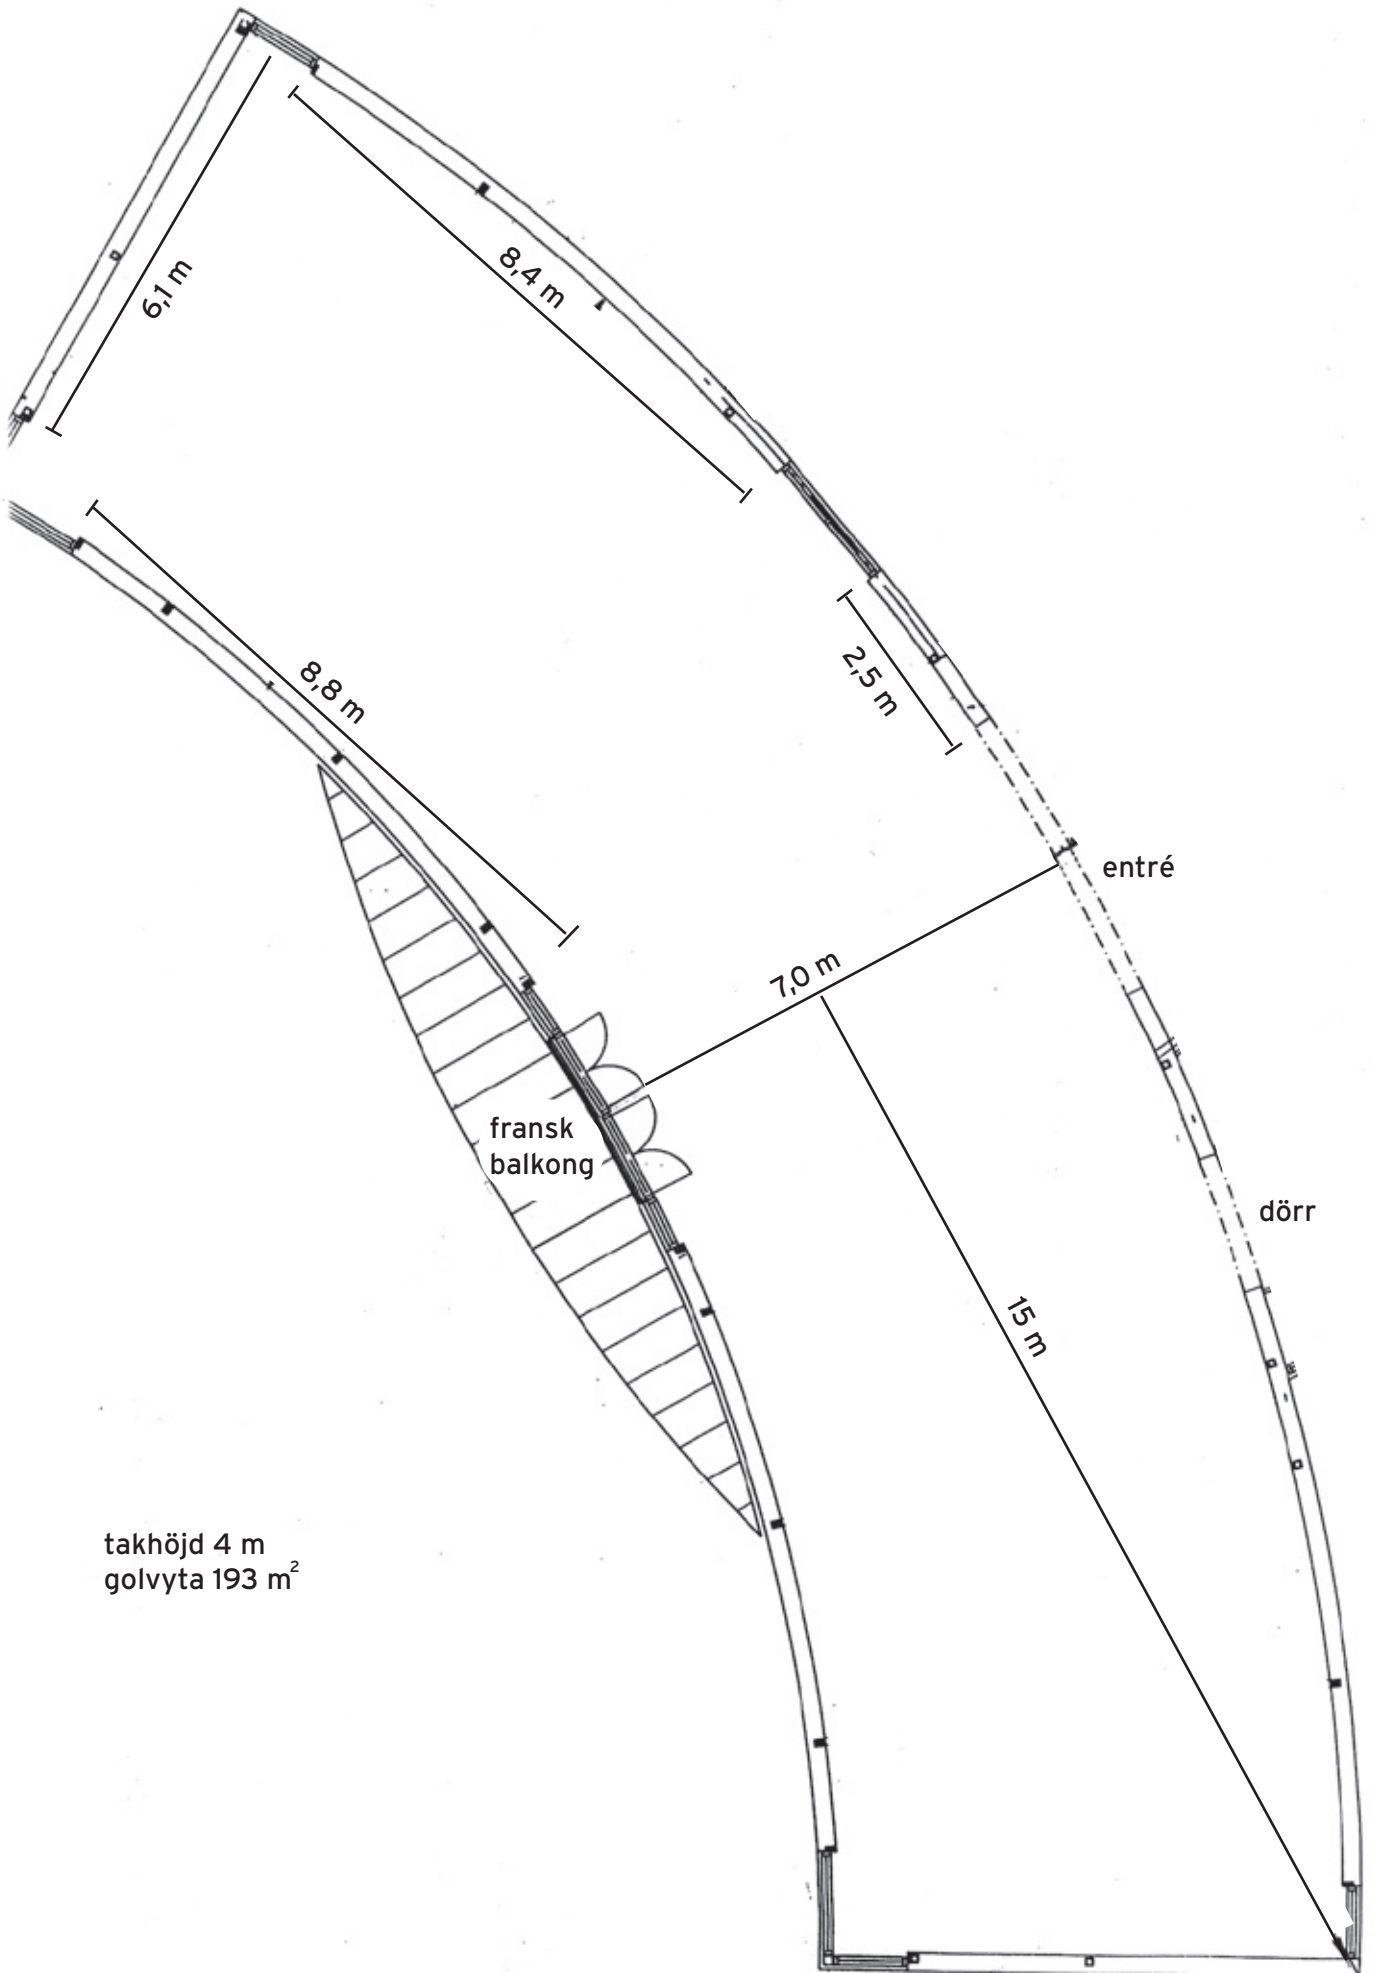 6,1 m
8,4 m
8,8 m
2,5 m
entré
7,0 m
fransk
balkong
dörr
15 m
takhöjd 4 m
golvyta 193 m²